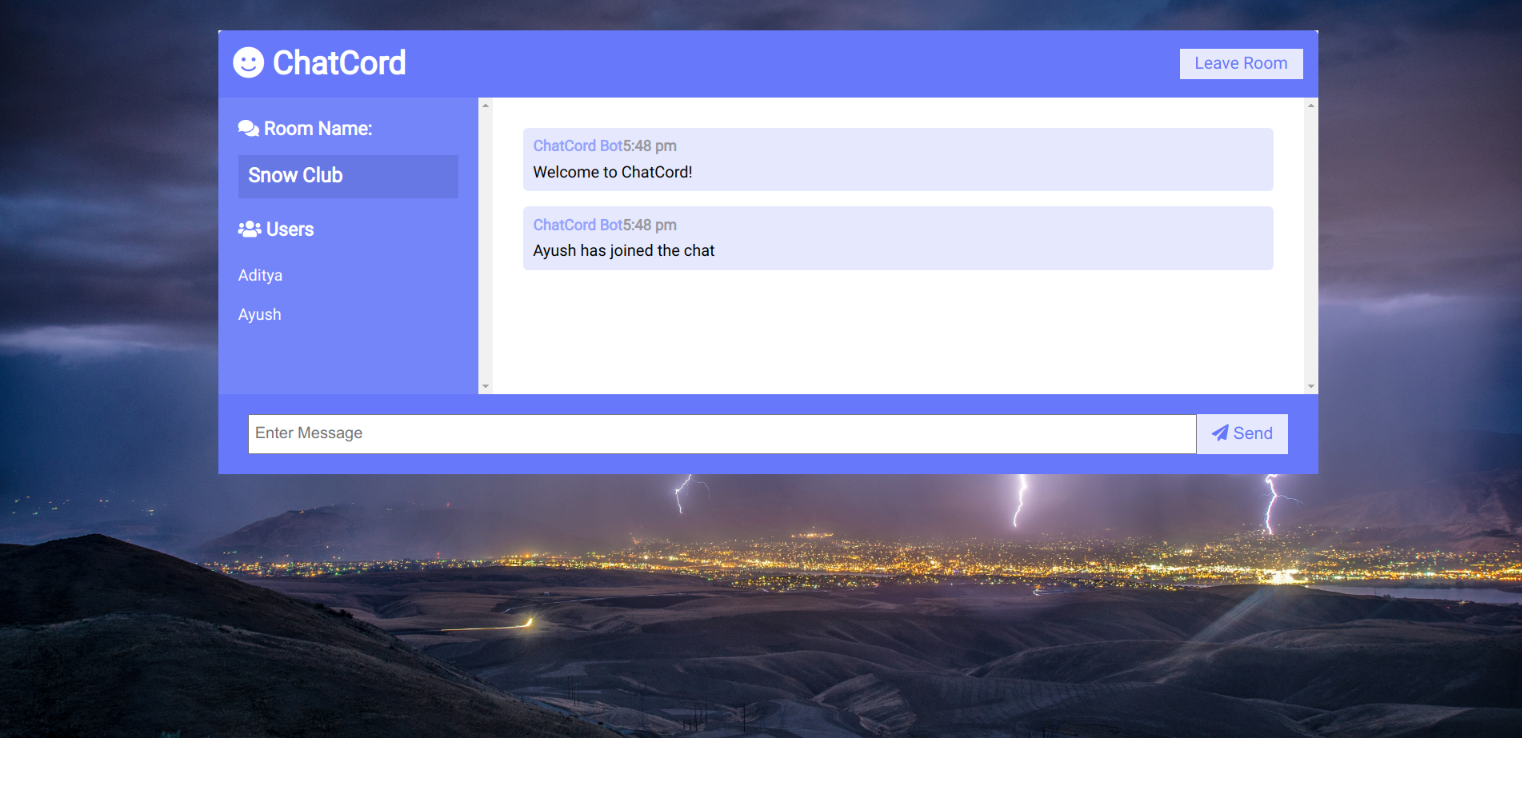 ChatCord
Leave Room
Room Name:
Snow Club
Users
Aditya
Ayush
ChatCord Bot5:48 pm
Welcome to ChatCord!
ChatCord Bot5:48 pm
Ayush has joined the chat
Enter Message
Send